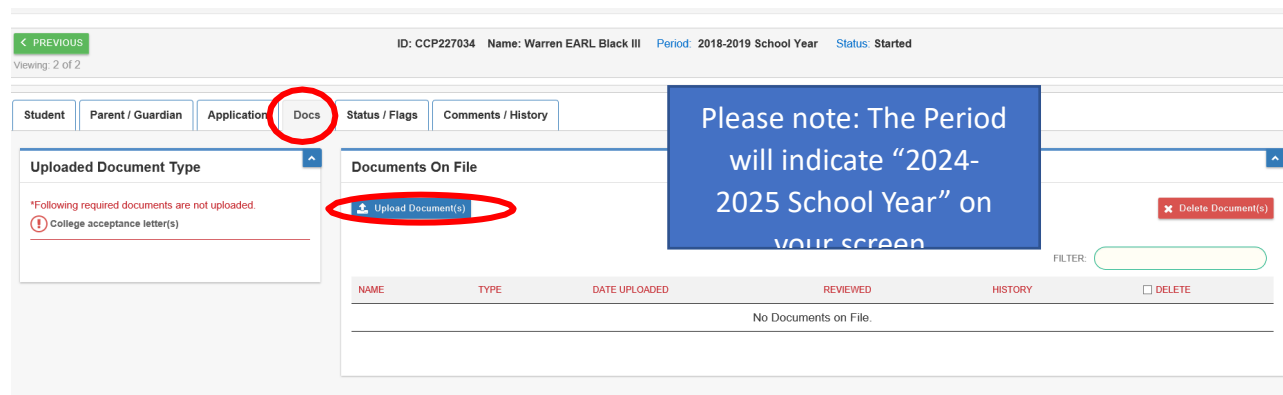 < PREVIOUS
ID: CCP227034 Name: Warren EARL Black III Period: 2018-2019 School Year Status: Started
Viewing: 2 of 2
Student Parent / Guardian Application Docs Status / Flags Comments / History
Please note: The Period
will indicate “2024-
2025 School Year” on
your screen
Uploaded Document Type
*Following required documents are not uploaded.
College acceptance letter(s)
Documents On File
Upload Document(s)
Delete Document(s)
FILTER:
NAME TYPE DATE UPLOADED REVIEWED HISTORY DELETE
No Documents on File.